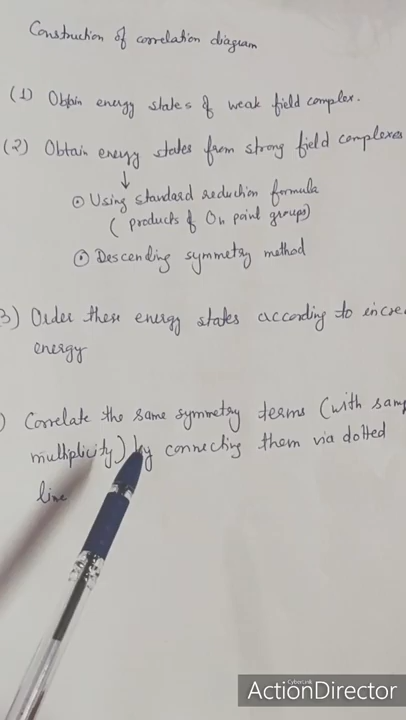 Construction of correlation diagram
(1) Obtain energy states of weak field complex.
(2) Obtain energy states from strong field complexes
↓
⊙ Using standard reduction formula
( products of Oh point groups)
⊙ Descending symmetry method
3) Order these energy states according to incre
energy
) Correlate the same symmetry terms (with sam
multiplicity) by connecting them via dotted
line
CyberLink
ActionDirector